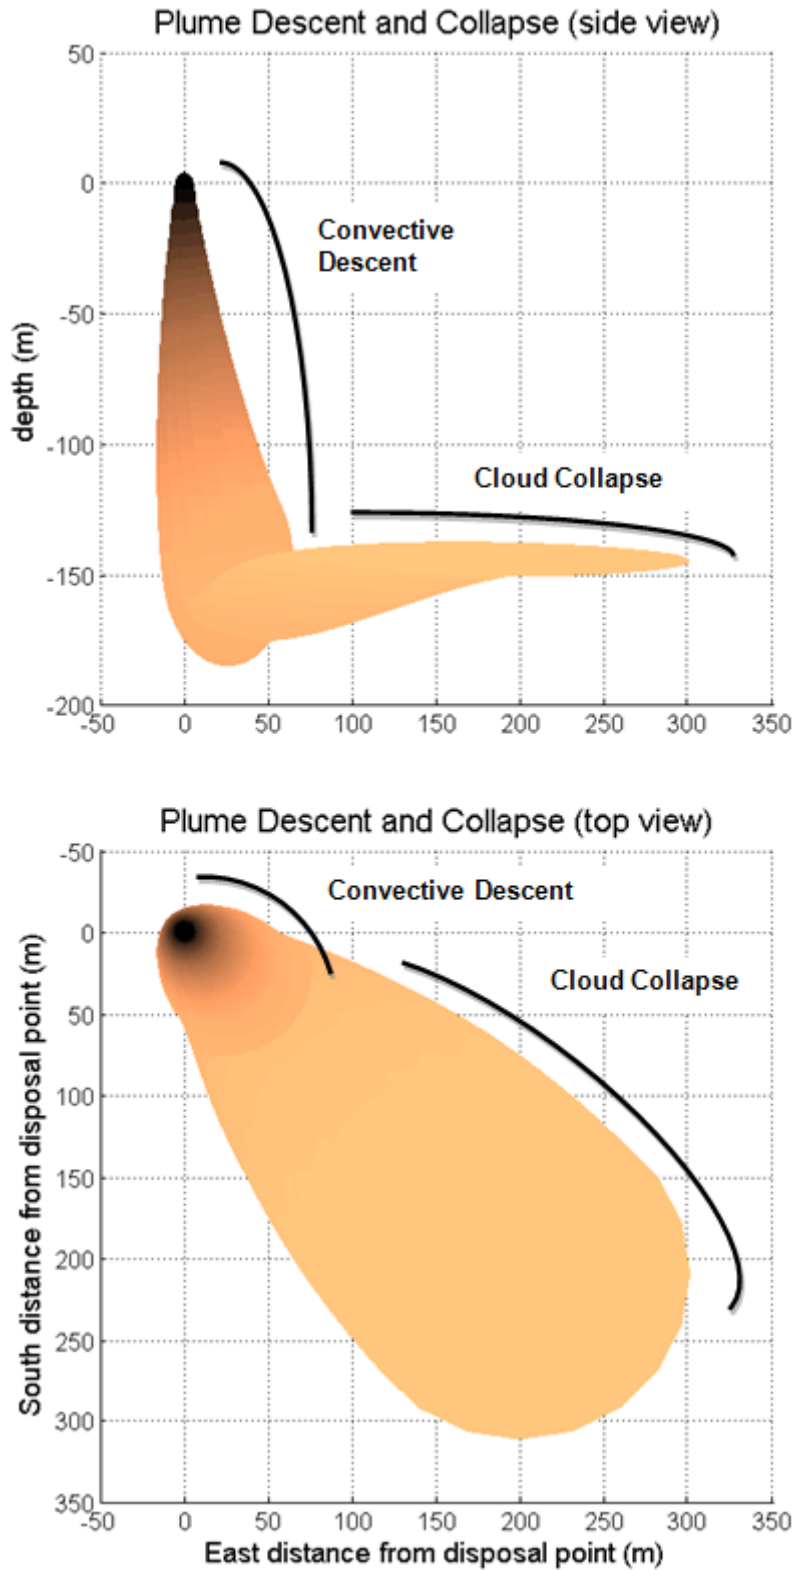 Plume Descent and Collapse (side view)
50
0
-50
-100
-150
-200
depth (m)
Convective
Descent
Cloud Collapse
-50 0 50 100 150 200 250 300 350
Plume Descent and Collapse (top view)
-50
0
50
100
150
200
250
300
350
South distance from disposal point (m)
Convective Descent
Cloud Collapse
-50 0 50 100 150 200 250 300 350
East distance from disposal point (m)